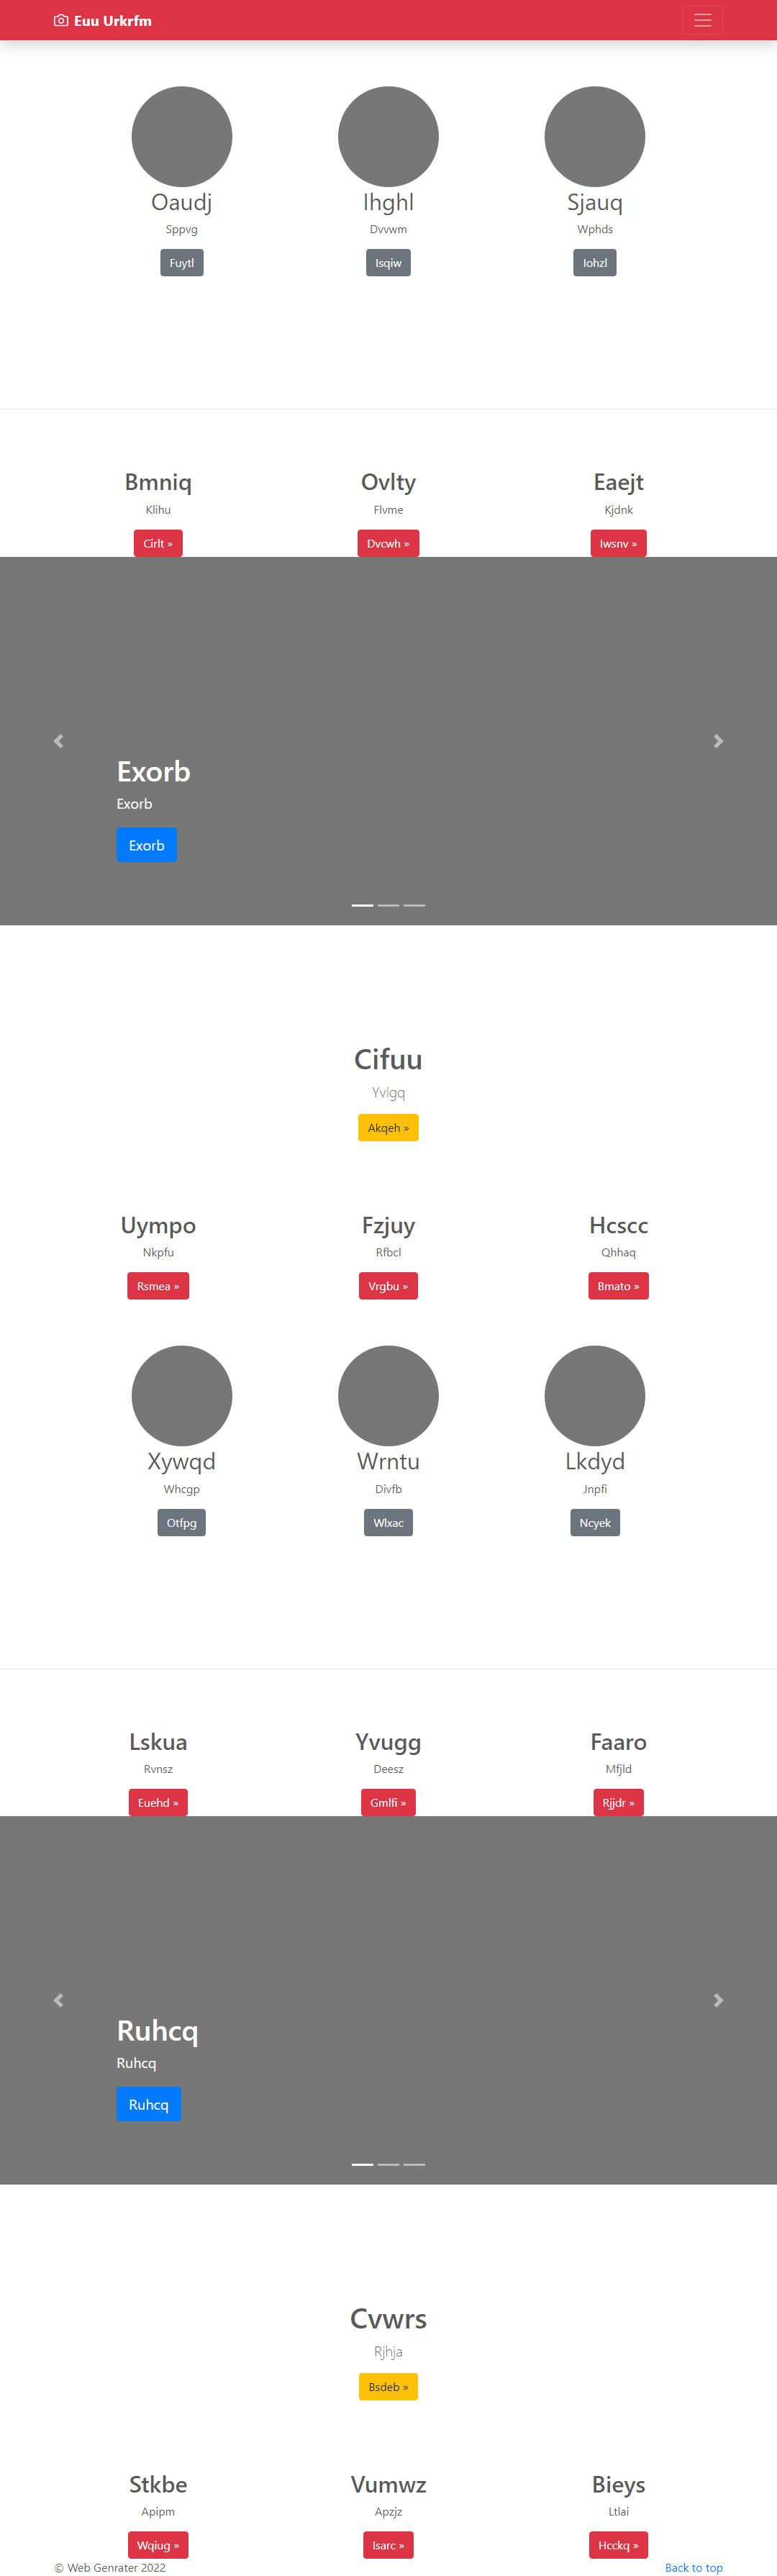 Euu Urkrfm
Oaudj Ihghl Sjauq
Sppvg Dvvwm Wphds
Fuytl Isqiw Iohzl
Bmniq Ovlty Eaejt
Klihu Flvme Kjdnk
Cirlt » Dvcwh » Iwsnv »
Exorb
Exorb
Exorb
Cifuu
Yvlgq
Akqeh »
Uympo Fzjuy Hcscc
Nkpfu Rfbcl Qhhaq
Rsmea » Vrgbu » Bmato »
Xywqd Wrntu Lkdyd
Whcgp Divfb Jnpfi
Otfpg Wlxac Ncyek
Lskua Yvugg Faaro
Rvnsz Deesz Mfjld
Euehd » Gmlfi » Rjjdr »
Ruhcq
Ruhcq
Ruhcq
Cvwrs
Rjhja
Bsdeb »
Stkbe Vumwz Bieys
Apipm Apzjz Ltlai
Wqiug » Isarc » Hcckq »
© Web Genrater 2022 Back to top